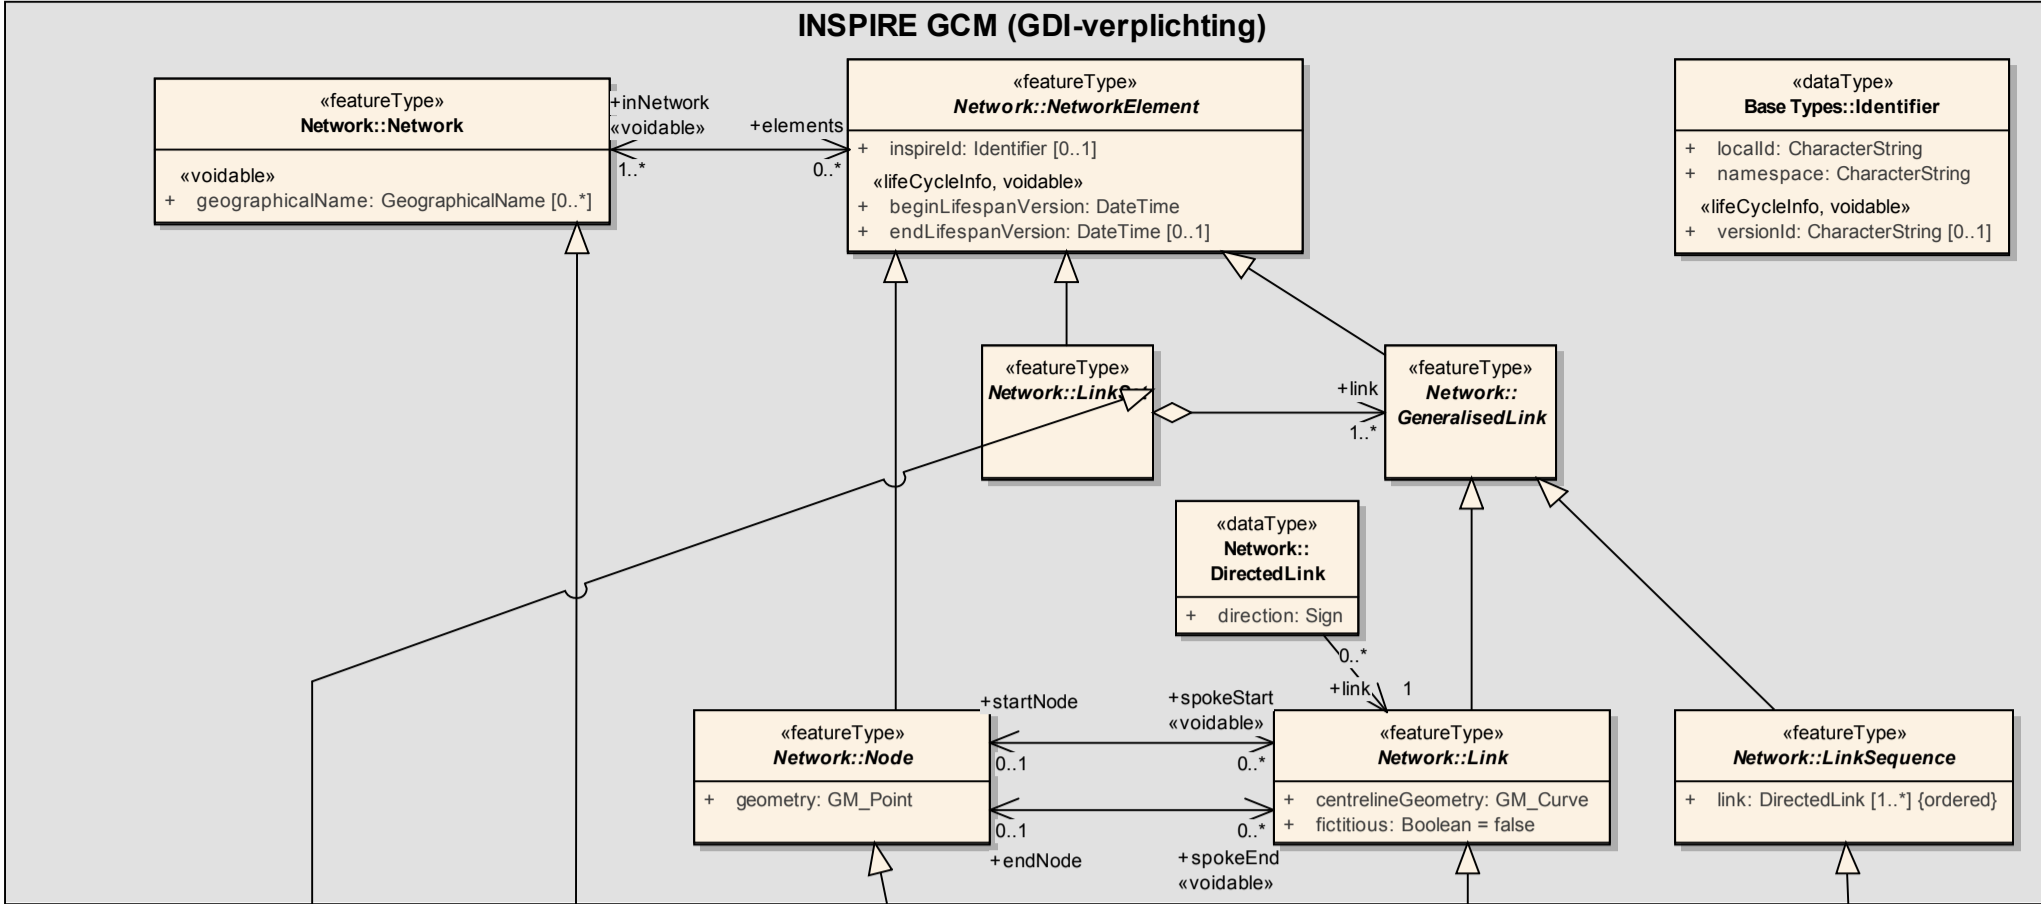 INSPIRE GCM (GDI-verplichting)
«featureType»
Network::Network
«voidable»
+ geographicalName: GeographicalName [0..*]
+inNetwork
«voidable»
1..*
+elements
0..*
«featureType»
Network::NetworkElement
+ inspireId: Identifier [0..1]
«lifeCycleInfo, voidable»
+ beginLifespanVersion: DateTime
+ endLifespanVersion: DateTime [0..1]
«dataType»
Base Types::Identifier
+ localId: CharacterString
+ namespace: CharacterString
«lifeCycleInfo, voidable»
+ versionId: CharacterString [0..1]
«featureType»
Network::LinkSet
+link
1..*
«featureType»
Network::
GeneralisedLink
«dataType»
Network::
DirectedLink
+ direction: Sign
0..*
+link 1
«featureType»
Network::Node
+ geometry: GM_Point
+startNode
0..1
+spokeStart
«voidable»
0..*
0..1
+endNode
0..*
+spokeEnd
«voidable»
«featureType»
Network::Link
+ centrelineGeometry: GM_Curve
+ fictitious: Boolean = false
«featureType»
Network::LinkSequence
+ link: DirectedLink [1..*] {ordered}